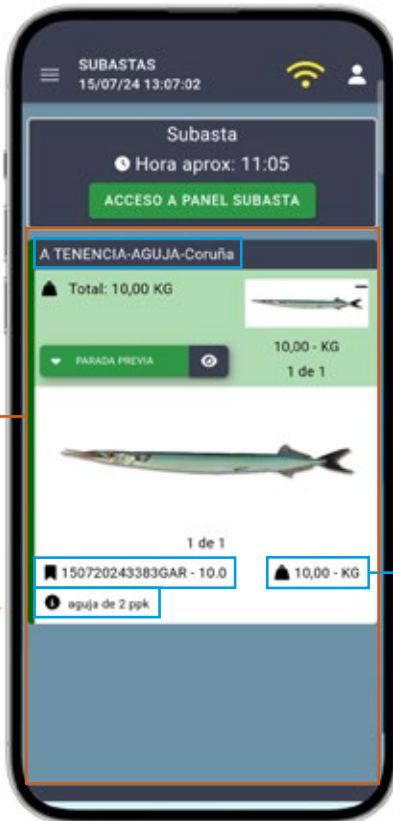 SUBASTAS
15/07/24 13:07:02
Subasta
Hora aprox: 11:05
ACCESO A PANEL SUBASTA
A TENENCIA-AGUJA-Coruña
Total: 10,00 KG
10,00 - KG
PARADA PREVIA
1 de 1
1 de 1
150720243383GAR - 10.0
10,00 - KG
aguja de 2 ppk